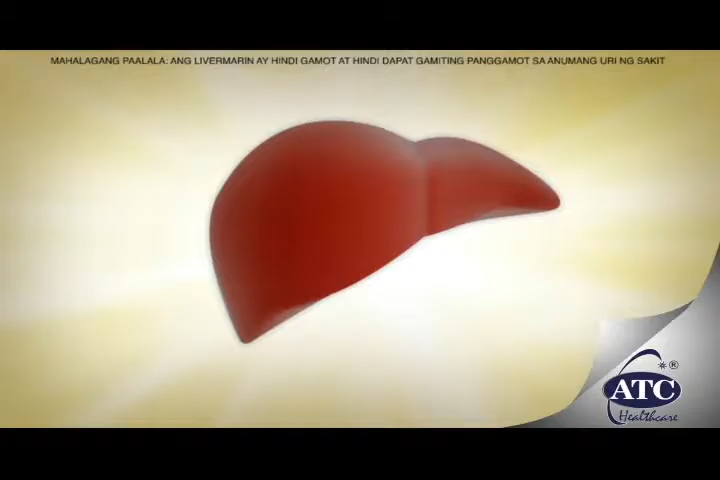 MAHALAGANG PAALALA: ANG LIVERMARIN AY HINDI GAMOT AT HINDI DAPAT GAMITING PANGGAMOT SA ANUMANG URI NG SAKIT
ATC®
Healthcare